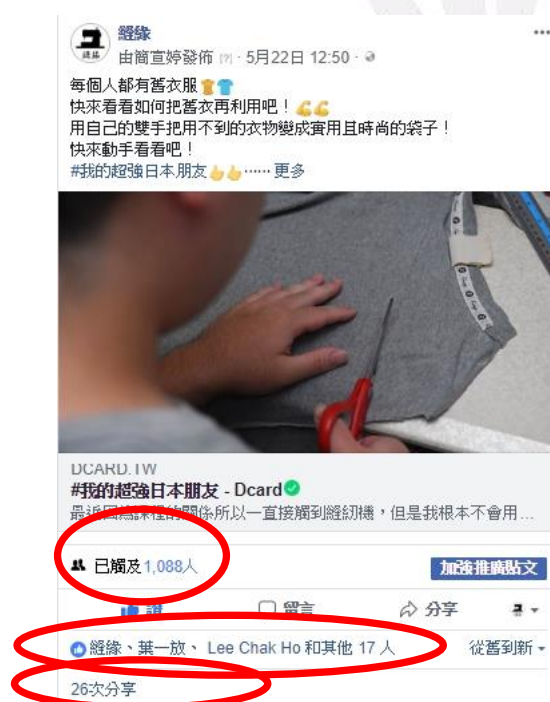 縫緣
由簡宣婷發佈 [?] · 5月22日 12:50 ·
每個人都有舊衣服
快來看看如何把舊衣再利用吧！
用自己的雙手把用不到的衣物變成實用且時尚的袋子！
快來動手看看吧！
#我的超強日本朋友 …… 更多
DCARD.TW
#我的超強日本朋友 - Dcard
最近因為課程的關係所以一直接觸到縫紉機，但是我根本不會用...
已觸及1,088人
加強推廣貼文
讚 留言 分享
縫緣、葉一放、 Lee Chak Ho 和其他 17 人 從舊到新
26次分享